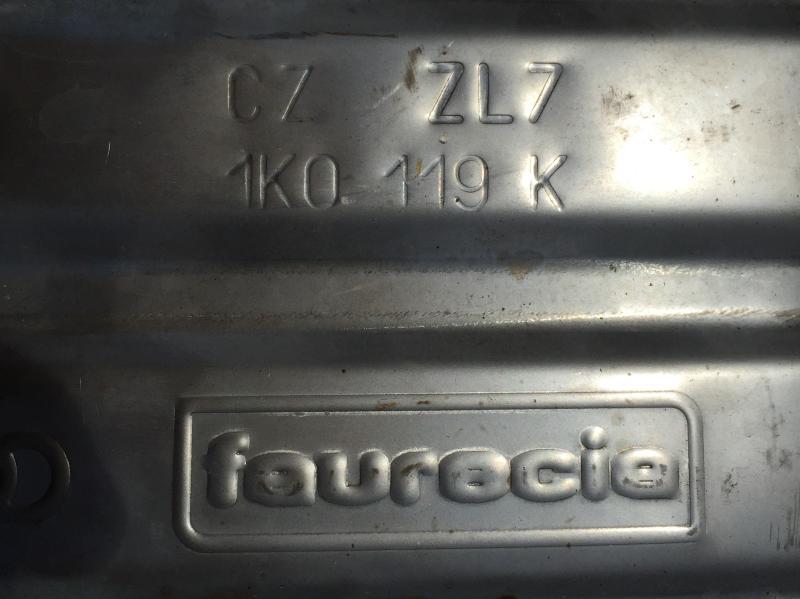 CZ ZL7
1K0 119 K
faurecia